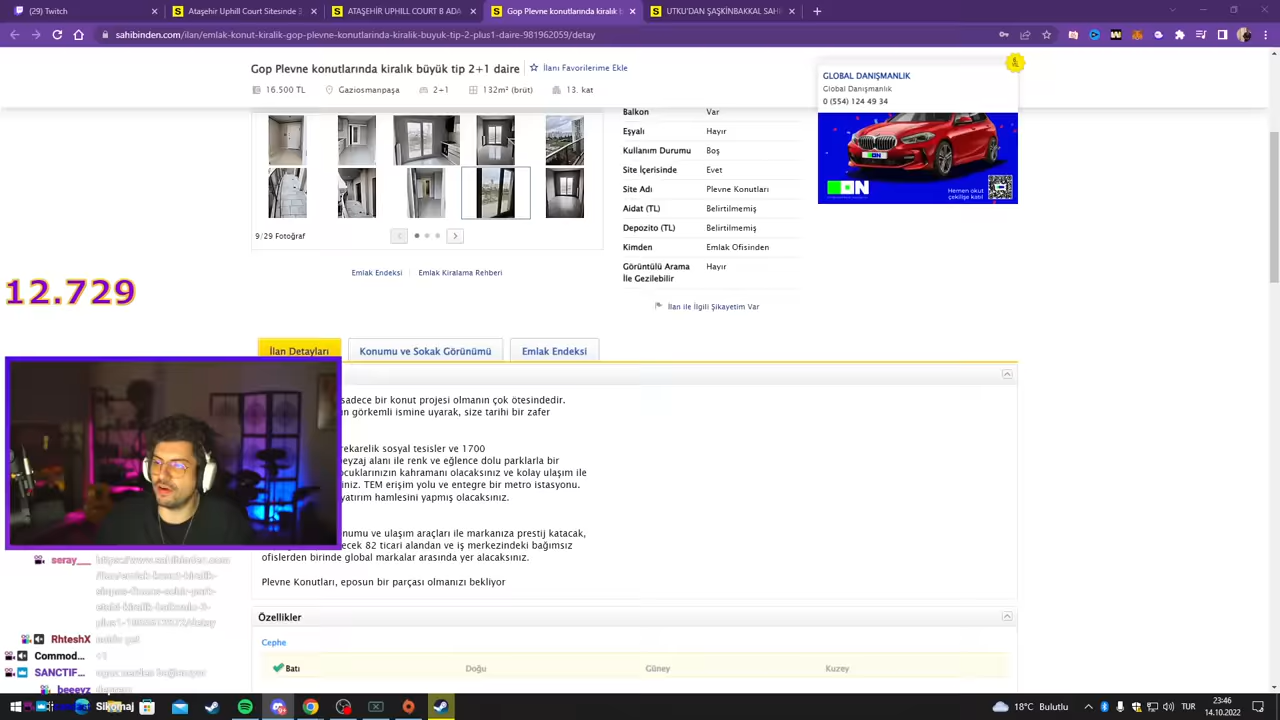 (29) Twitch
Ataşehir Uphill Court Sitesinde 3
ATAŞEHİR UPHILL COURT B ADA
Gop Plevne konutlarında kiralık
UTKU'DAN ŞAŞKINBAKKAL SAHİ
sahibinden.com/ilan/emlak-konut-kiralik-gop-plevne-konutlarinda-kiralik-buyuk-tip-2-plus1-daire-981962059/detay
Gop Plevne konutlarında kiralık büyük tip 2+1 daire
İlanı Favorilerime Ekle
16.500 TL
Gaziosmanpaşa
2+1
132m² (brüt)
13. kat
GLOBAL DANIŞMANLIK
Global Danışmanlık
0 (554) 124 49 34
Balkon Var
Eşyalı Hayır
Kullanım Durumu Boş
Site İçerisinde Evet
Site Adı Plevne Konutları
Aidat (TL) Belirtilmemiş
Depozito (TL) Belirtilmemiş
Kimden Emlak Ofisinden
Görüntülü Arama Hayır
İle Gezilebilir
Hemen okut
çekilişe katıl
9/29 Fotoğraf
Emlak Endeksi
Emlak Kiralama Rehberi
İlan ile İlgili Şikayetim Var
12.729
İlan Detayları
Konumu ve Sokak Görünümü
Emlak Endeksi
sadece bir konut projesi olmanın çok ötesindedir.
görkemli ismine uyarak, size tarihi bir zafer
sosyal tesisler ve 1700
alanı ile renk ve eğlence dolu parklarla bir
kahramanı olacaksınız ve kolay ulaşım ile
TEM erişim yolu ve entegre bir metro istasyonu.
yatırım hamlesini yapmış olacaksınız.
ve ulaşım araçları ile markanıza prestij katacak,
82 ticari alandan ve iş merkezindeki bağımsız
ofislerden birinde global markalar arasında yer alacaksınız.
Plevne Konutları, eposun bir parçası olmanızı bekliyor
Özellikler
Cephe
Batı
Doğu
Güney
Kuzey
seray___
RhteshX
Commod... +1
SANCTIF...
beeeyz
Sikomaj
18°C Bulutlu
TUR
23:46
14.10.2022